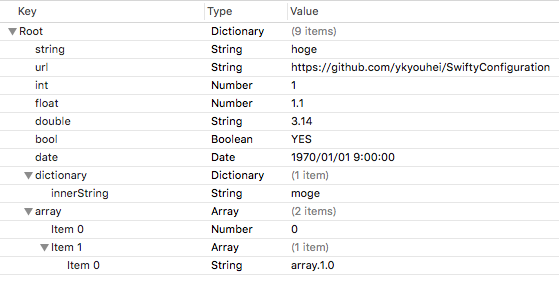 Key Type Value
Root Dictionary (9 items)
string String hoge
url String https://github.com/ykyouhei/SwiftyConfiguration
int Number 1
float Number 1.1
double String 3.14
bool Boolean YES
date Date 1970/01/01 9:00:00
dictionary Dictionary (1 item)
innerString String moge
array Array (2 items)
Item 0 Number 0
Item 1 Array (1 item)
Item 0 String array.1.0